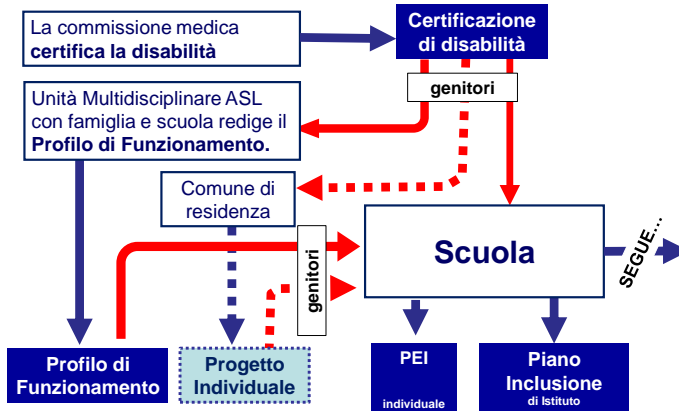 La commissione medica
certifica la disabilità
Certificazione
di disabilità
genitori
Unità Multidisciplinare ASL
con famiglia e scuola redige il
Profilo di Funzionamento.
Comune di
residenza
genitori
Scuola
SEGUE...
Profilo di
Funzionamento
Progetto
Individuale
PEI
individuale
Piano
Inclusione
di Istituto